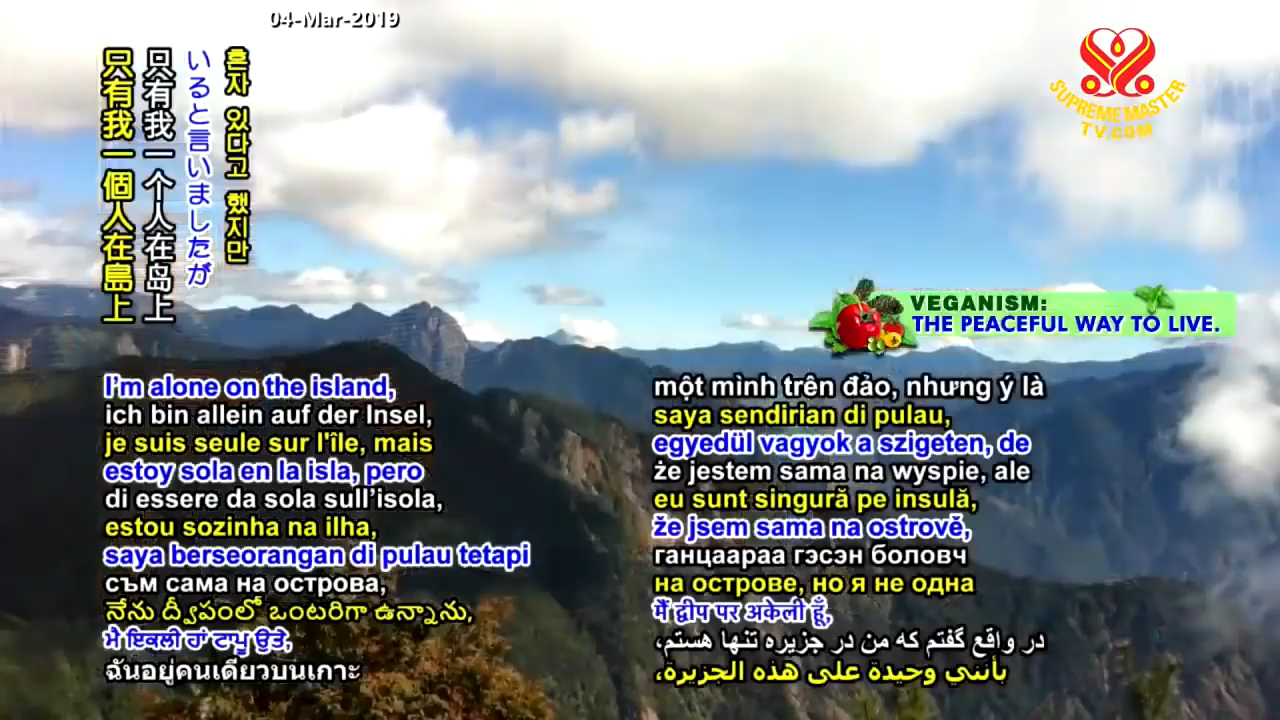 04-Mar-2019
只有我一個人在島上
只有我一个人在岛上
いると言いましたが
혼자 있다고 했지만
SUPREME MASTER
TV.COM
VEGANISM:
THE PEACEFUL WAY TO LIVE.
I'm alone on the island,
ich bin allein auf der Insel,
je suis seule sur l'île, mais
estoy sola en la isla, pero
di essere da sola sull’isola,
estou sozinha na ilha,
saya berseorangan di pulau tetapi
съм сама на острова,
నేను ద్వీపంలో ఒంటరిగా ఉన్నాను,
ਮੈ ਇਕਲੀ ਹਾਂ ਟਾਪੂ ਉਤੇ,
ฉันอยู่คนเดียวบนเกาะ
một mình trên đảo, nhưng ý là
saya sendirian di pulau,
egyedül vagyok a szigeten, de
że jestem sama na wyspie, ale
eu sunt singură pe insulă,
že jsem sama na ostrově,
ганцаараа гэсэн боловч
на острове, но я не одна
मैं द्वीप पर अकेली हूँ,
در واقع گفتم که من در جزیره تنها هستم،
بأنني وحيدة على هذه الجزيرة،